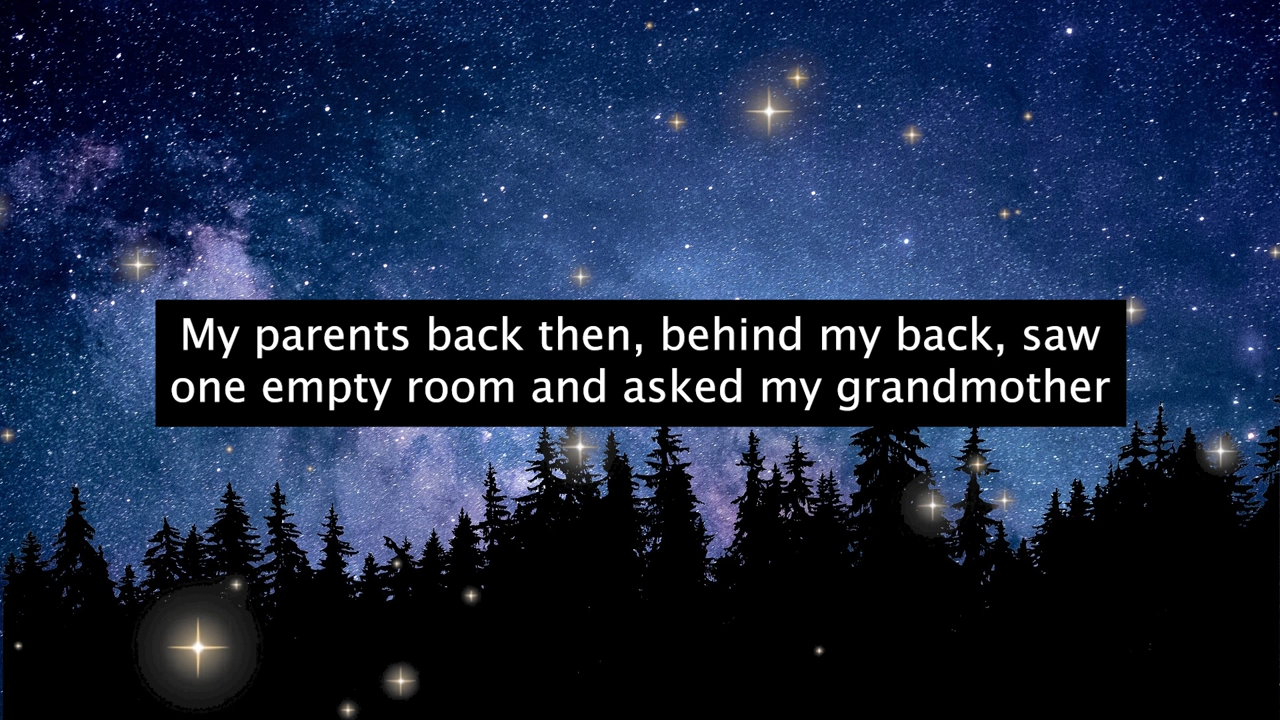 My parents back then, behind my back, saw
one empty room and asked my grandmother